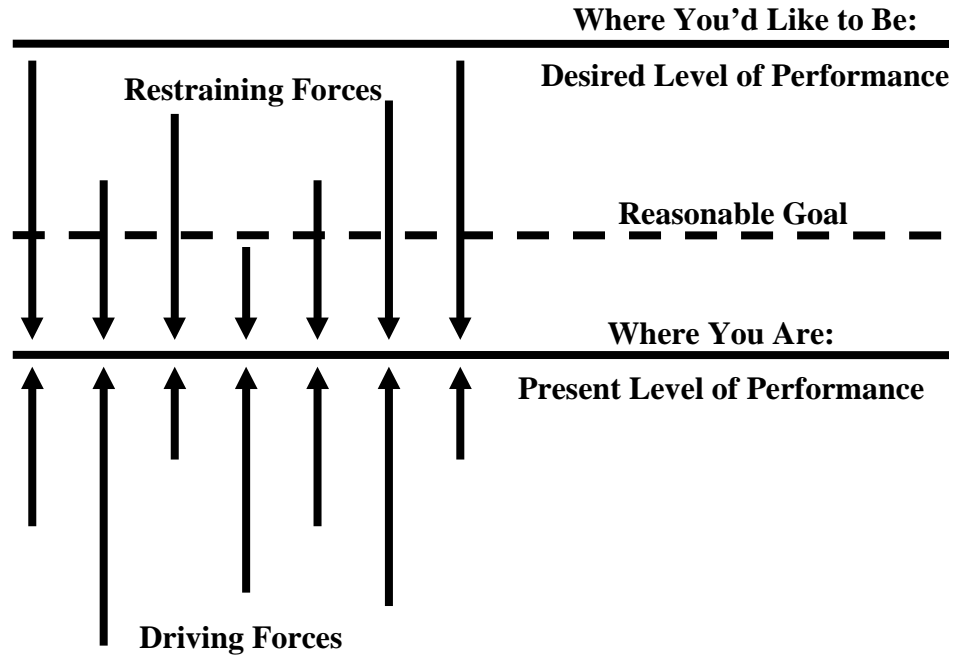 Where You’d Like to Be:
Desired Level of Performance
Restraining Forces
Reasonable Goal
Where You Are:
Present Level of Performance
Driving Forces